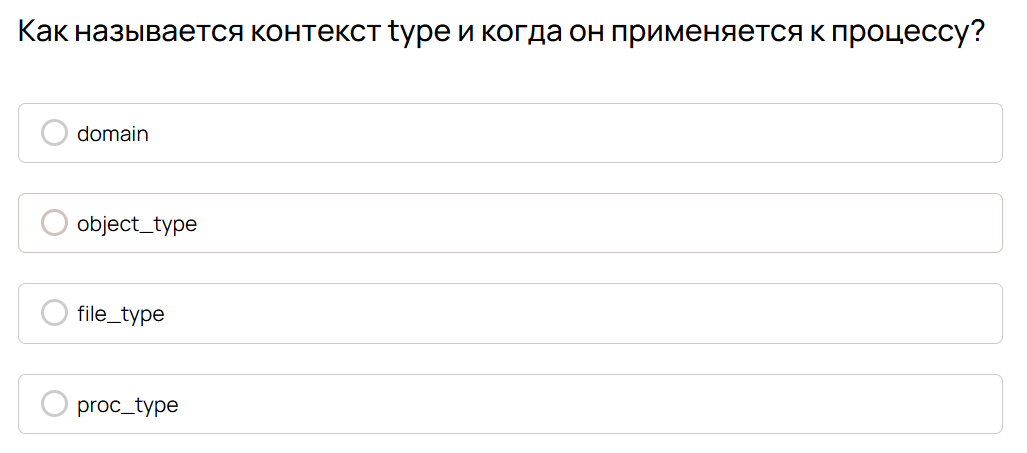 Как называется контекст type и когда он применяется к процессу?
domain
object_type
file_type
proc_type